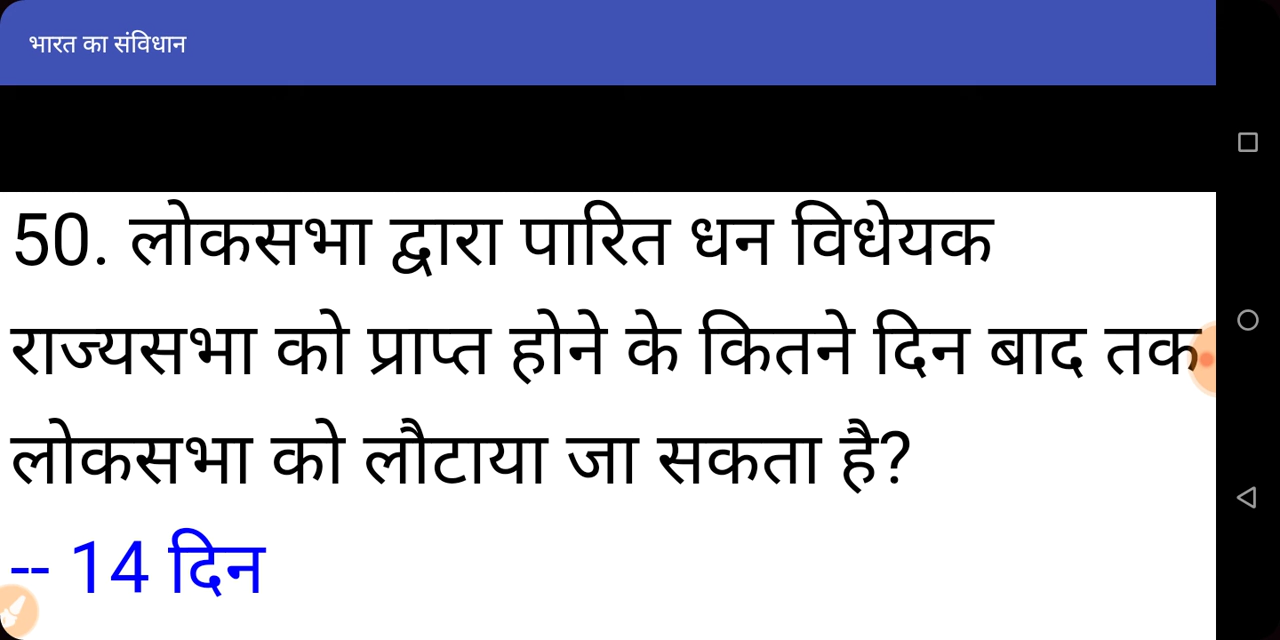 भारत का संविधान
50. लोकसभा द्वारा पारित धन विधेयक
राज्यसभा को प्राप्त होने के कितने दिन बाद तक
लोकसभा को लौटाया जा सकता है?
-- 14 दिन